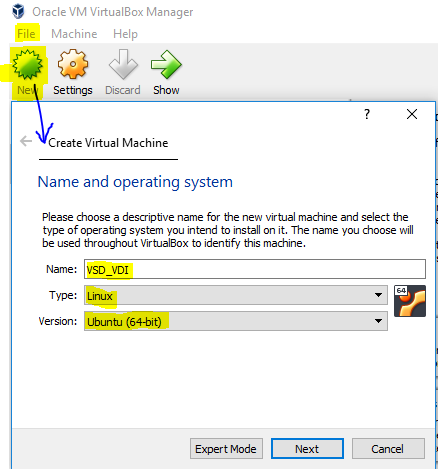 Oracle VM VirtualBox Manager
File Machine Help
New Settings Discard Show
? 
Create Virtual Machine
Name and operating system
Please choose a descriptive name for the new virtual machine and select the
type of operating system you intend to install on it. The name you choose will
be used throughout VirtualBox to identify this machine.
Name: VSD_VDI
Type: Linux
64
Version: Ubuntu (64-bit)
Expert Mode Next Cancel